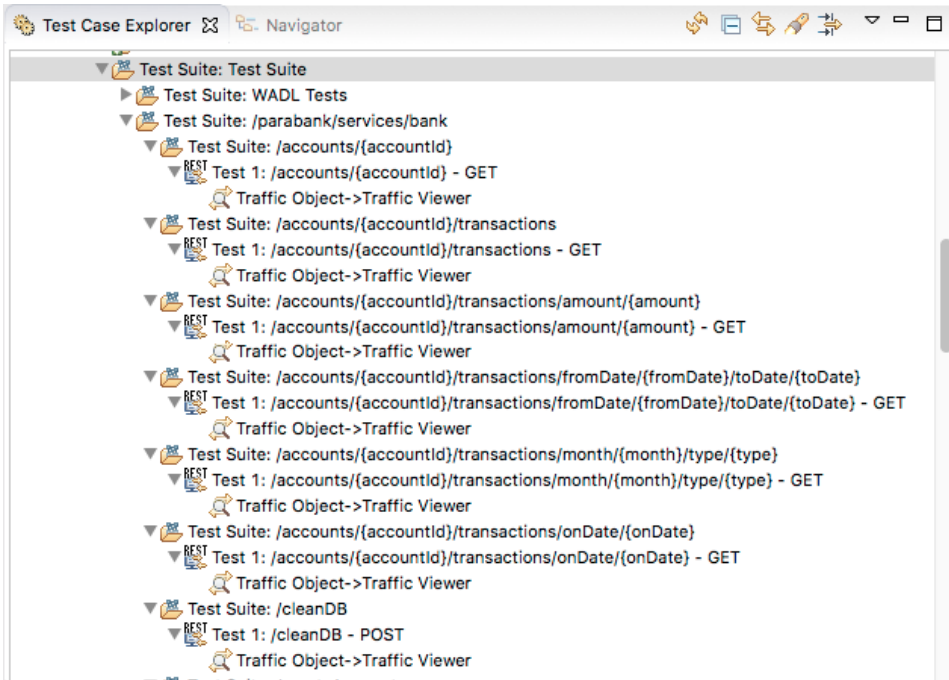 Test Case Explorer Navigator
Test Suite: Test Suite
Test Suite: WADL Tests
Test Suite: /parabank/services/bank
Test Suite: /accounts/{accountId}
REST Test 1: /accounts/{accountId} - GET
Traffic Object->Traffic Viewer
Test Suite: /accounts/{accountId}/transactions
REST Test 1: /accounts/{accountId}/transactions - GET
Traffic Object->Traffic Viewer
Test Suite: /accounts/{accountId}/transactions/amount/{amount}
REST Test 1: /accounts/{accountId}/transactions/amount/{amount} - GET
Traffic Object->Traffic Viewer
Test Suite: /accounts/{accountId}/transactions/fromDate/{fromDate}/toDate/{toDate}
REST Test 1: /accounts/{accountId}/transactions/fromDate/{fromDate}/toDate/{toDate} - GET
Traffic Object->Traffic Viewer
Test Suite: /accounts/{accountId}/transactions/month/{month}/type/{type}
REST Test 1: /accounts/{accountId}/transactions/month/{month}/type/{type} - GET
Traffic Object->Traffic Viewer
Test Suite: /accounts/{accountId}/transactions/onDate/{onDate}
REST Test 1: /accounts/{accountId}/transactions/onDate/{onDate} - GET
Traffic Object->Traffic Viewer
Test Suite: /cleanDB
REST Test 1: /cleanDB - POST
Traffic Object->Traffic Viewer